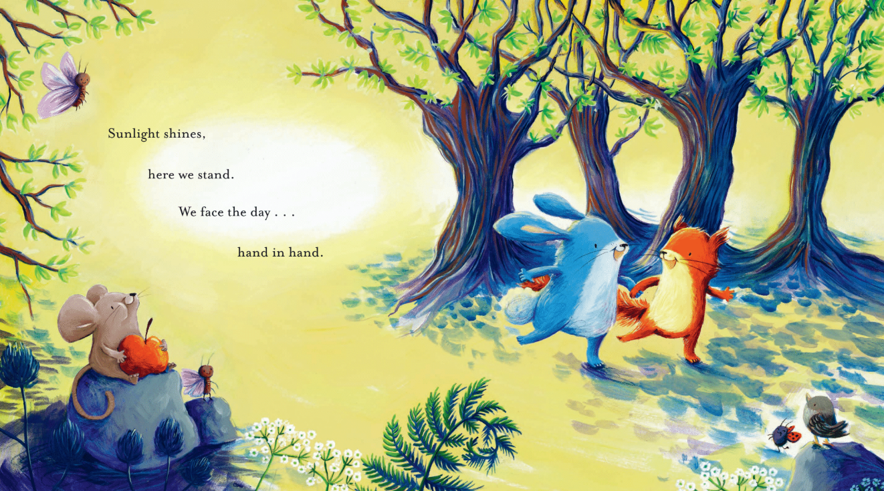 Sunlight shines,
here we stand.
We face the day . . .
hand in hand.